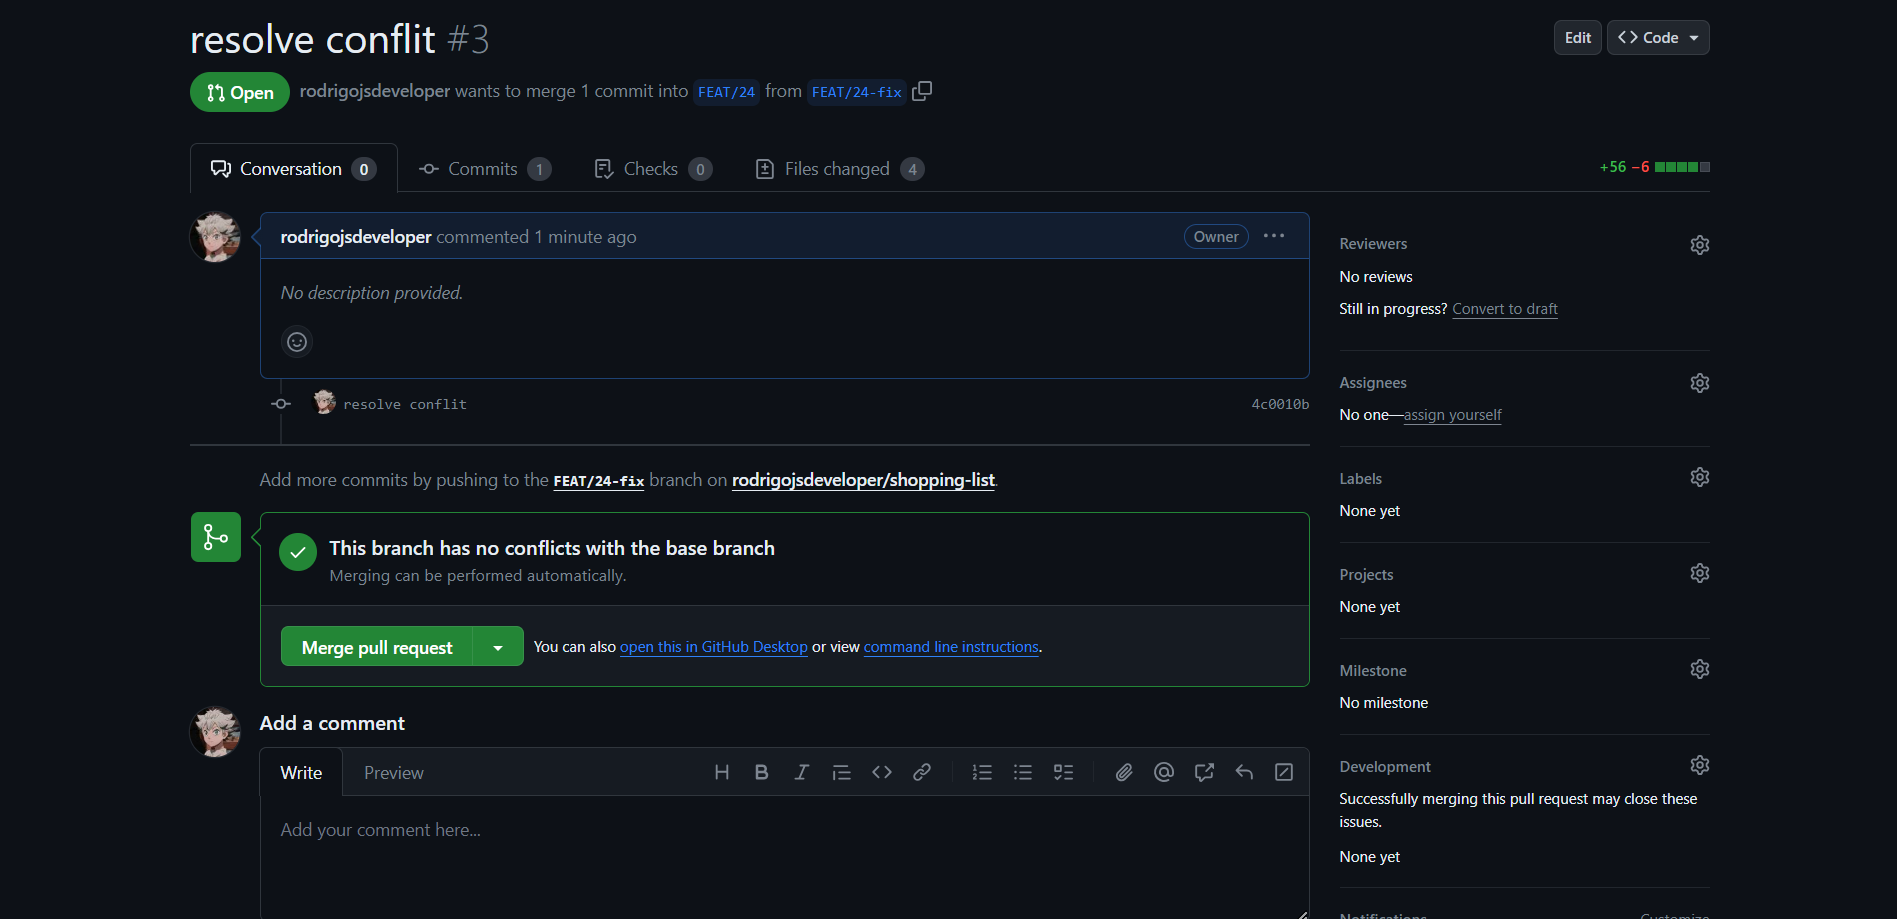 resolve conflit #3
Edit
Code
Open
rodrigojsdeveloper wants to merge 1 commit into FEAT/24 from FEAT/24-fix
Conversation 0
Commits 1
Checks 0
Files changed 4
+56 −6
rodrigojsdeveloper commented 1 minute ago
Owner
No description provided.
resolve conflit
4c0010b
Add more commits by pushing to the FEAT/24-fix branch on rodrigojsdeveloper/shopping-list.
This branch has no conflicts with the base branch
Merging can be performed automatically.
Merge pull request
You can also open this in GitHub Desktop or view command line instructions.
Add a comment
Write
Preview
Add your comment here...
Reviewers
No reviews
Still in progress? Convert to draft
Assignees
No one—assign yourself
Labels
None yet
Projects
None yet
Milestone
No milestone
Development
Successfully merging this pull request may close these
issues.
None yet
Notifications
Customize